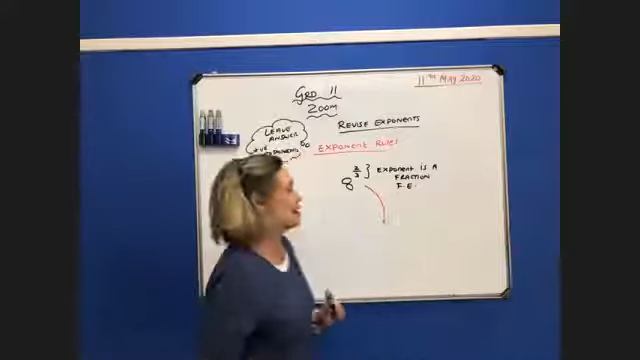 11TH May 2020
GRD 11
ZOOM
REVISE EXPONENTS
LEAVE
ANSWER
+VE
EXPONENTS
EXPONENT RULES
8^2/3 } EXPONENT IS A
FRACTION
F.E.